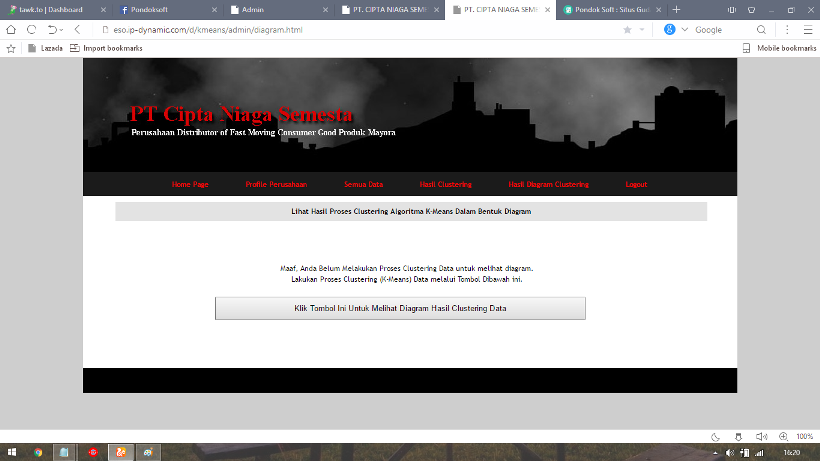 tawk.to | Dashboard
Pondoksoft
Admin
PT. CIPTA NIAGA SEME
PT. CIPTA NIAGA SEME
Pondok Soft : Situs Gud
eso.ip-dynamic.com/d/kmeans/admin/diagram.html
Google
Lazada
Import bookmarks
Mobile bookmarks
PT Cipta Niaga Semesta
Perusahaan Distributor of Fast Moving Consumer Good Produk Mayora
Home Page
Profile Perusahaan
Semua Data
Hasil Clustering
Hasil Diagram Clustering
Logout
Lihat Hasil Proses Clustering Algoritma K-Means Dalam Bentuk Diagram
Maaf, Anda Belum Melakukan Proses Clustering Data untuk melihat diagram.
Lakukan Proses Clustering (K-Means) Data melalui Tombol Dibawah ini.
Klik Tombol Ini Untuk Melihat Diagram Hasil Clustering Data
100%
16:20